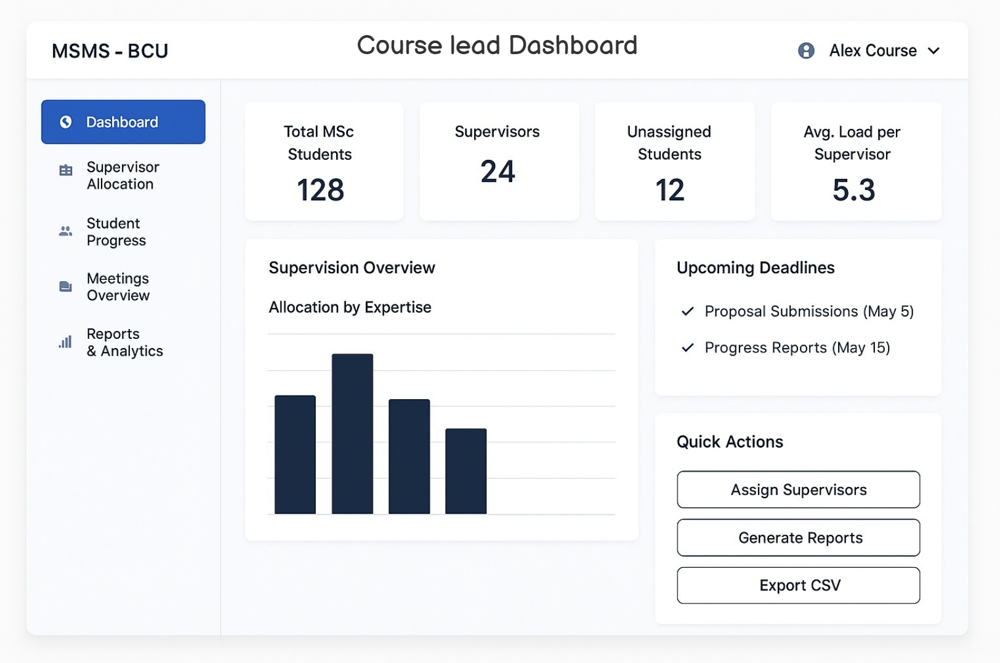 MSMS - BCU
Course lead Dashboard
Alex Course
Dashboard
Supervisor
Allocation
Student
Progress
Meetings
Overview
Reports
& Analytics
Total MSc
Students
128
Supervisors
24
Unassigned
Students
12
Avg. Load per
Supervisor
5.3
Supervision Overview
Allocation by Expertise
Upcoming Deadlines
Proposal Submissions (May 5)
Progress Reports (May 15)
Quick Actions
Assign Supervisors
Generate Reports
Export CSV